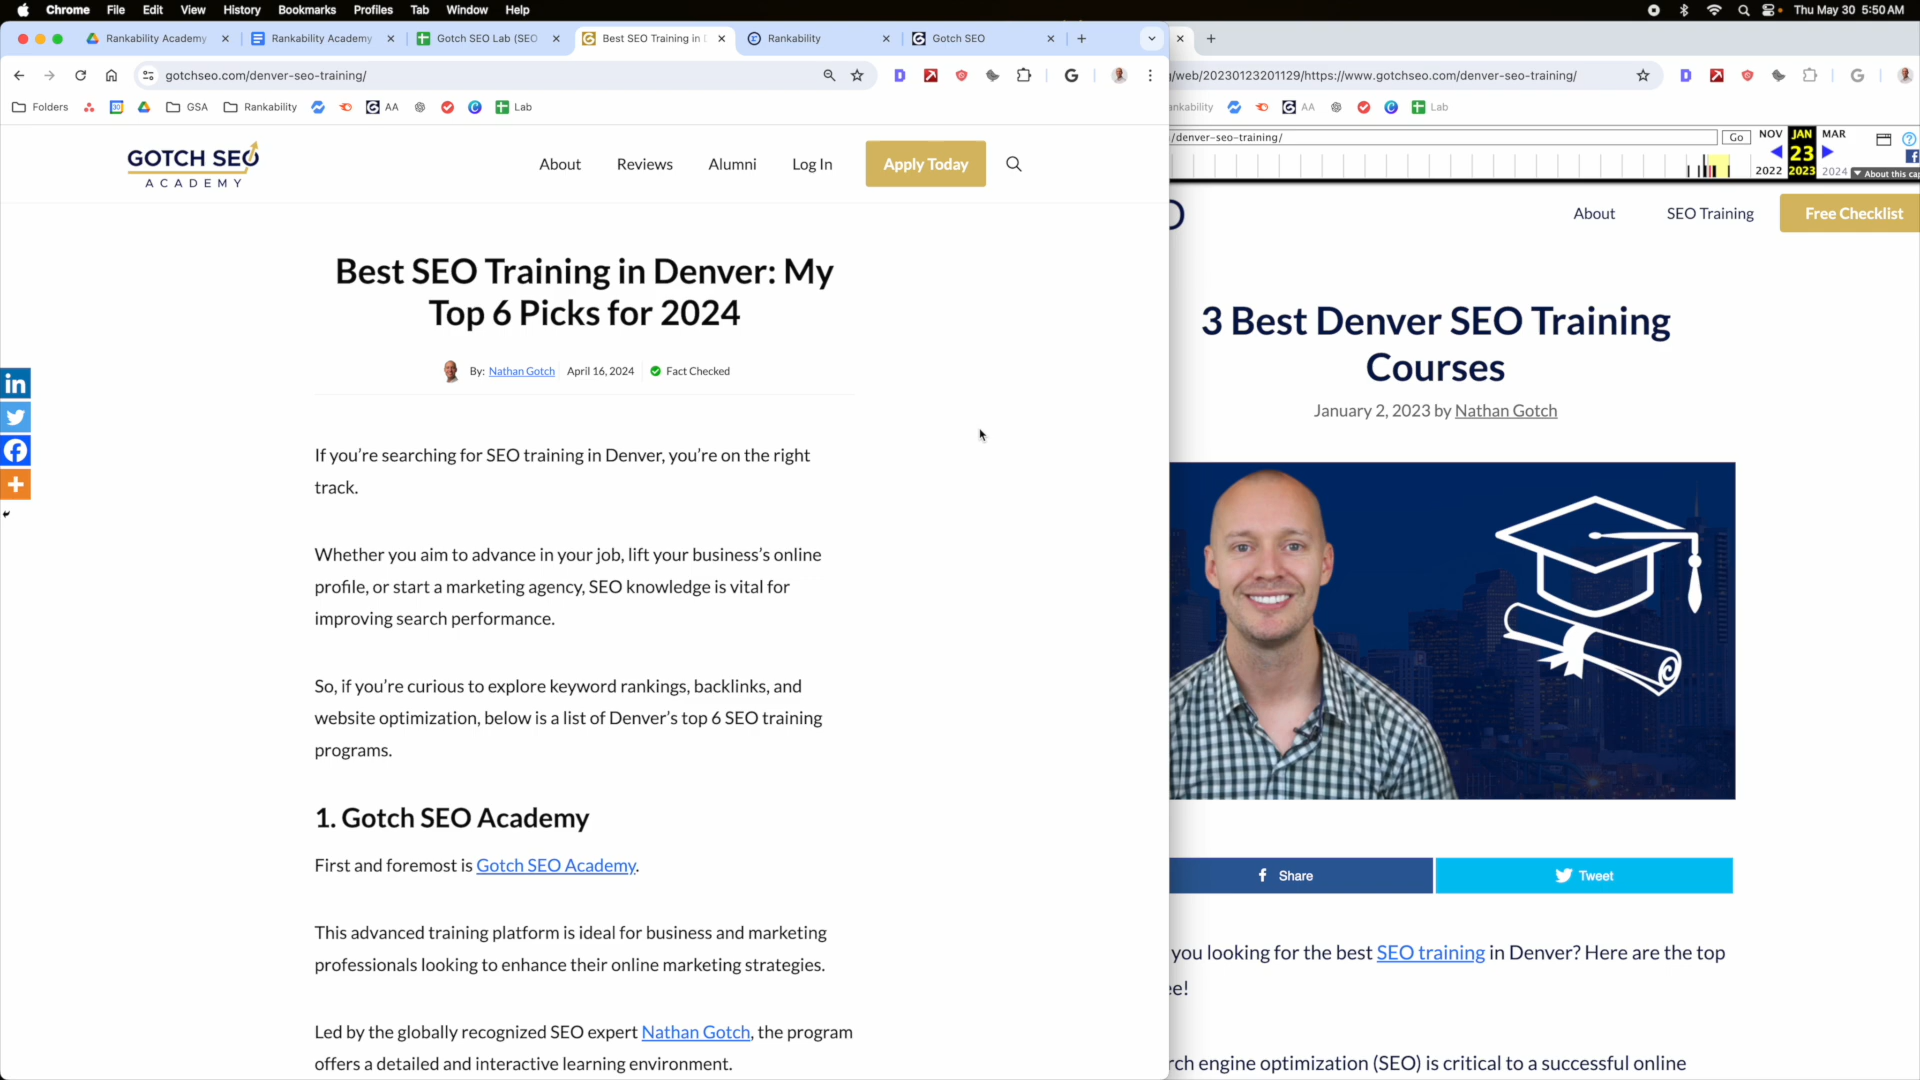 Chrome File Edit View History Bookmarks Profiles Tab Window Help
Thu May 30 5:50 AM
Rankability Academy
Rankability Academy
Gotch SEO Lab (SEO
Best SEO Training in D
Rankability
Gotch SEO
gotchseo.com/denver-seo-training/
/web/20230123201129/https://www.gotchseo.com/denver-seo-training/
Folders
GSA
Rankability
AA
Lab
ankability
AA
Lab
/denver-seo-training/
Go
NOV JAN MAR
23
2022 2023 2024
About this cap
GOTCH SEO
ACADEMY
About
Reviews
Alumni
Log In
Apply Today
Best SEO Training in Denver: My
Top 6 Picks for 2024
By: Nathan Gotch April 16, 2024 Fact Checked
If you’re searching for SEO training in Denver, you’re on the right
track.
Whether you aim to advance in your job, lift your business’s online
profile, or start a marketing agency, SEO knowledge is vital for
improving search performance.
So, if you’re curious to explore keyword rankings, backlinks, and
website optimization, below is a list of Denver’s top 6 SEO training
programs.
1. Gotch SEO Academy
First and foremost is Gotch SEO Academy.
This advanced training platform is ideal for business and marketing
professionals looking to enhance their online marketing strategies.
Led by the globally recognized SEO expert Nathan Gotch, the program
offers a detailed and interactive learning environment.
About
SEO Training
Free Checklist
3 Best Denver SEO Training
Courses
January 2, 2023 by Nathan Gotch
Share
Tweet
you looking for the best SEO training in Denver? Here are the top
ee!
rch engine optimization (SEO) is critical to a successful online